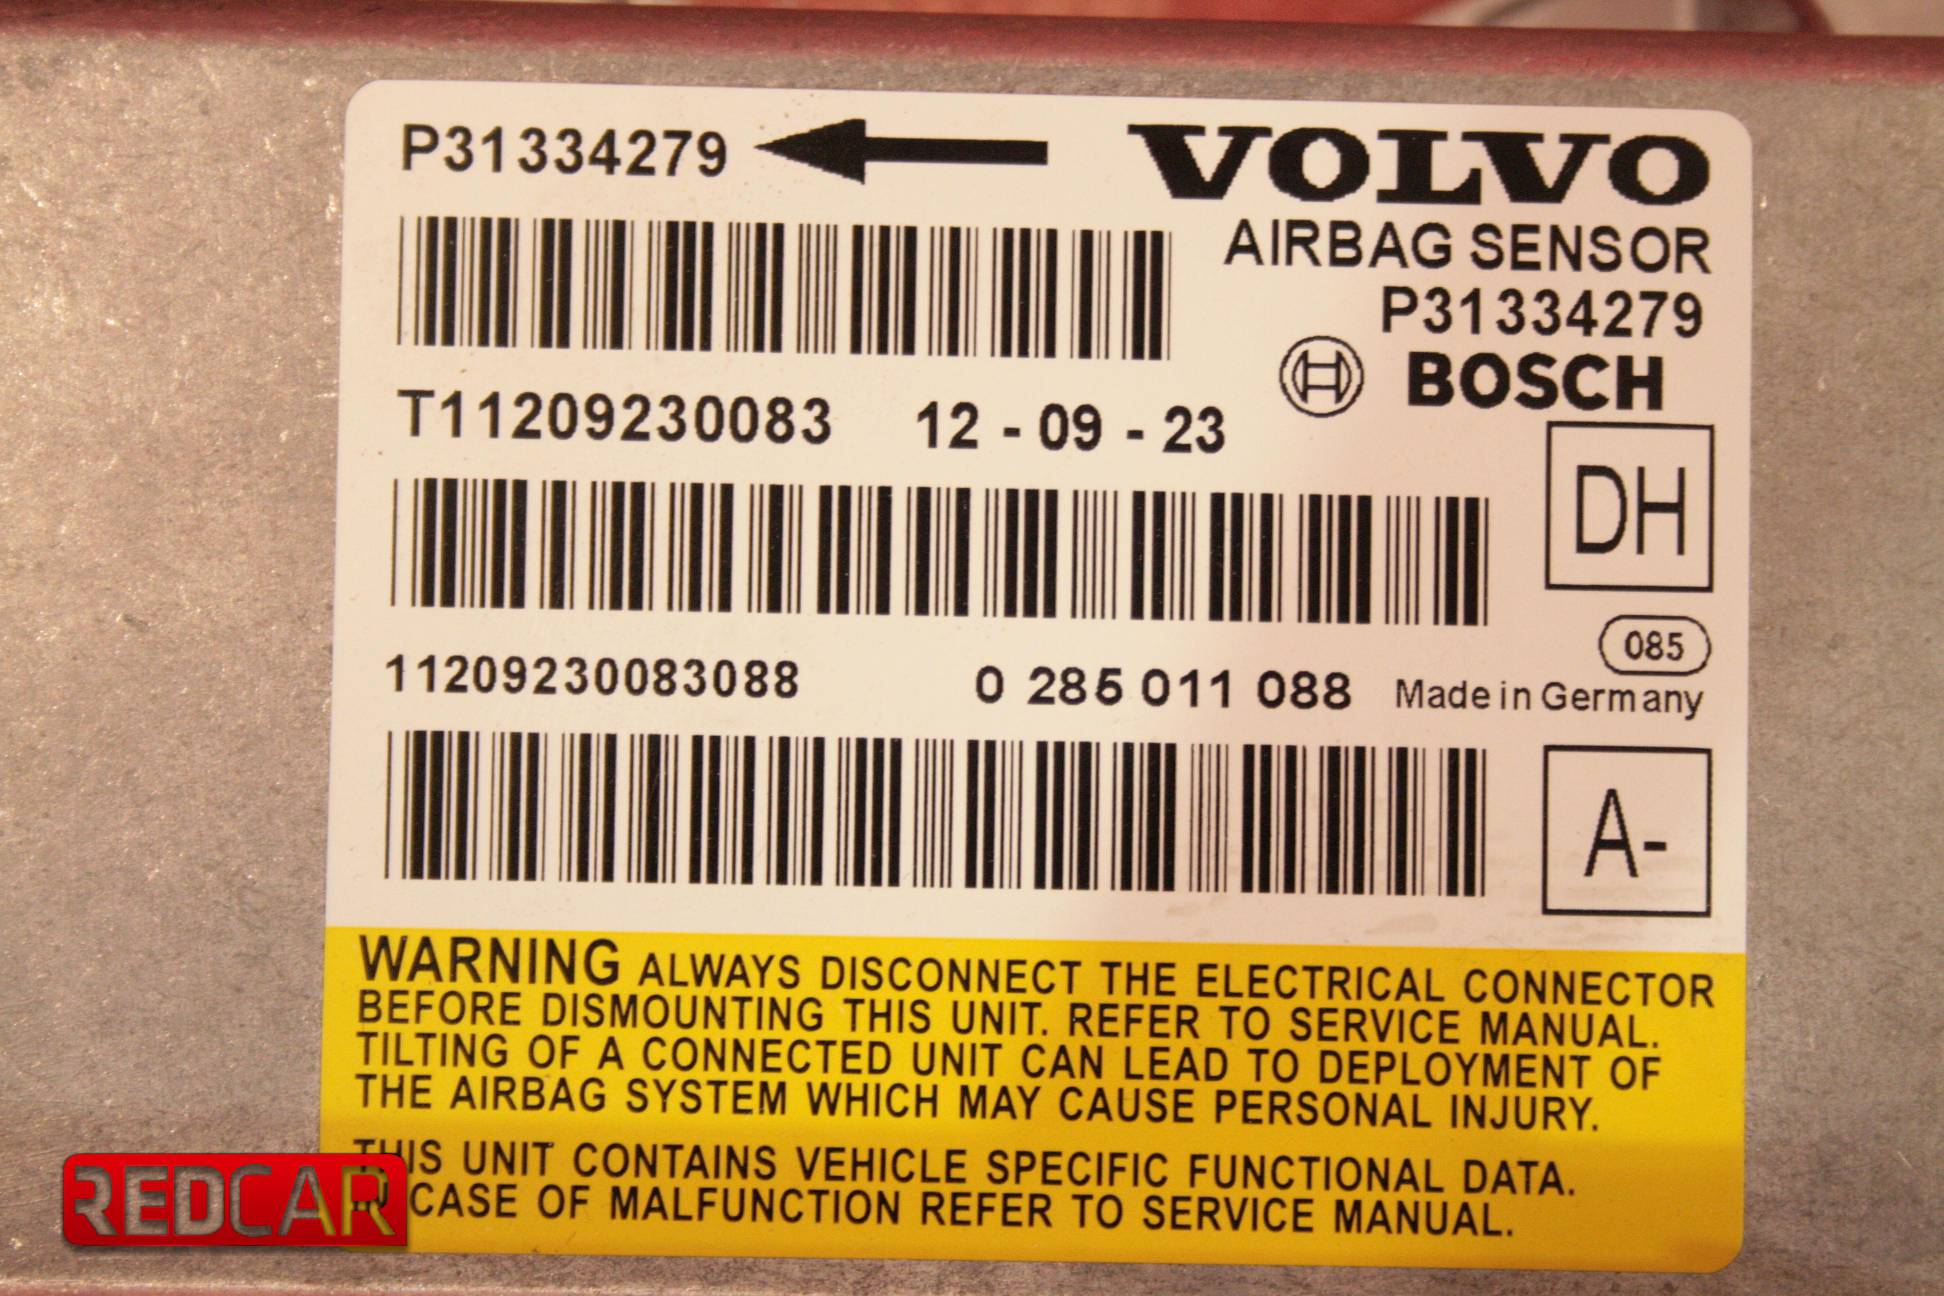 P31334279
VOLVO
AIRBAG SENSOR
P31334279
BOSCH
T11209230083 12 - 09 - 23
DH
085
11209230083088 0 285 011 088 Made in Germany
A-
WARNING ALWAYS DISCONNECT THE ELECTRICAL CONNECTOR
BEFORE DISMOUNTING THIS UNIT. REFER TO SERVICE MANUAL.
TILTING OF A CONNECTED UNIT CAN LEAD TO DEPLOYMENT OF
THE AIRBAG SYSTEM WHICH MAY CAUSE PERSONAL INJURY.
THIS UNIT CONTAINS VEHICLE SPECIFIC FUNCTIONAL DATA.
IN CASE OF MALFUNCTION REFER TO SERVICE MANUAL.
REDCAR